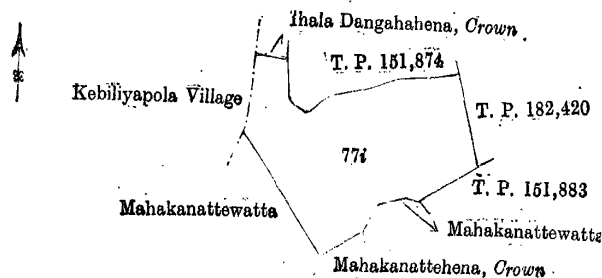 Ihala Dangahahena, Crown
T. P. 151,874
Kebiliyapola Village
T. P. 182,420
77i
T. P. 151,883
Mahakanattewatta
Mahakanattewatta
Mahakanattehena, Crown